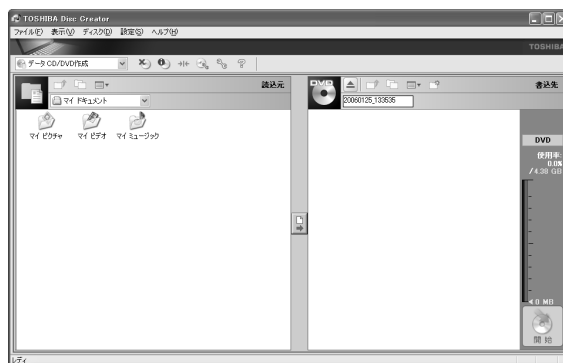 TOSHIBA Disc Creator
ファイル(F) 表示(V) ディスク(D) 設定(S) ヘルプ(H)
TOSHIBA
データCD/DVD作成
読込元
DVD
書込先
マイ ドキュメント
20060125_133535
マイ ピクチャ マイ ビデオ マイ ミュージック
DVD
使用率:
0.0%
/4.38 GB
0 MB
開始
レディ